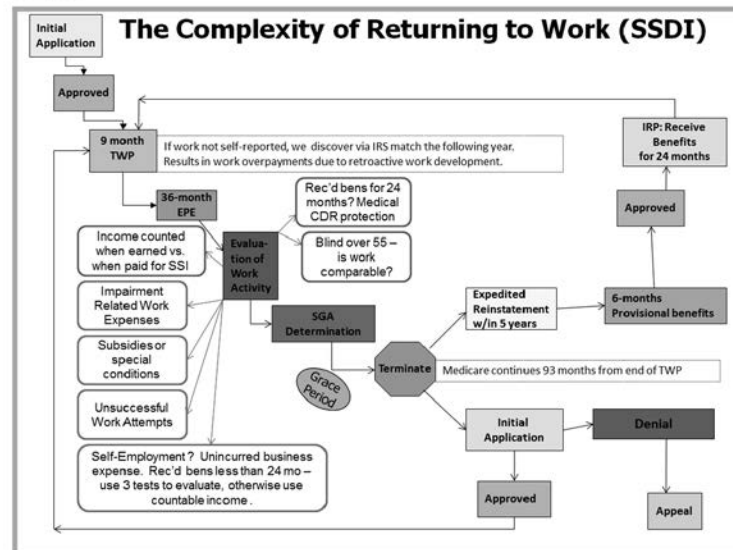 The Complexity of Returning to Work (SSDI)
Initial
Application
Approved
9 month
TWP
If work not self-reported, we discover via IRS match the following year.
Results in work overpayments due to retroactive work development.
IRP: Receive
Benefits
for 24 months
36-month
EPE
Rec'd bens for 24
months? Medical
CDR protection
Approved
Income counted
when earned vs.
when paid for SSI
Evalua-
tion of
Work
Activity
Blind over 55 –
is work
comparable?
Impairment
Related Work
Expenses
SGA
Determination
Expedited
Reinstatement
w/in 5 years
6-months
Provisional benefits
Subsidies or
special
conditions
Grace
Period
Terminate
Medicare continues 93 months from end of TWP
Unsuccessful
Work Attempts
Initial
Application
Denial
Self-Employment? Unincurred business
expense. Rec'd bens less than 24 mo –
use 3 tests to evaluate, otherwise use
countable income.
Approved
Appeal